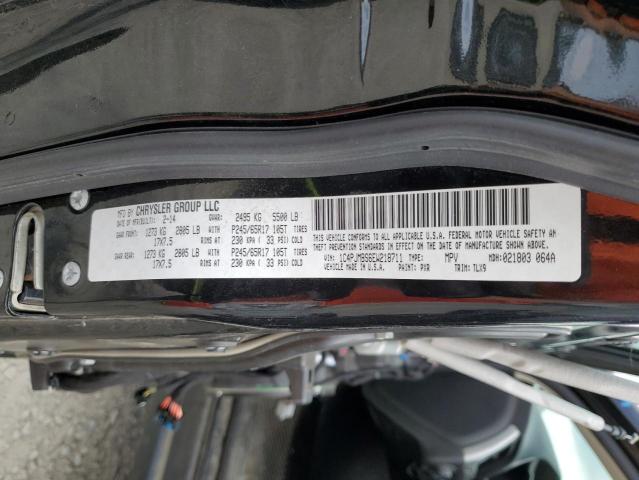 MFD BY CHRYSLER GROUP LLC
DATE OF MFR(BUILT): 2-14 GVWR: 2495 KG 5500 LB
GAWR FRONT: 1273 KG 2805 LB P245/65R17 105T TIRES
17X7.5 RIMS AT 230 KPA ( 33 PSI) COLD
GAWR REAR: 1273 KG 2805 LB P245/65R17 105T TIRES
17X7.5 RIMS AT 230 KPA ( 33 PSI) COLD
THIS VEHICLE CONFORMS TO ALL APPLICABLE U.S.A. FEDERAL MOTOR VEHICLE SAFETY AN
D THEFT PREVENTION STANDARDS IN EFFECT ON THE DATE OF MANUFACTURE SHOWN ABOVE.
VIN: 1C4PJMBS6EW218711 TYPE: MPV MDH: 021803 064A
VEHICLE MADE IN U.S.A. PAINT: PXR TRIM: TLX9